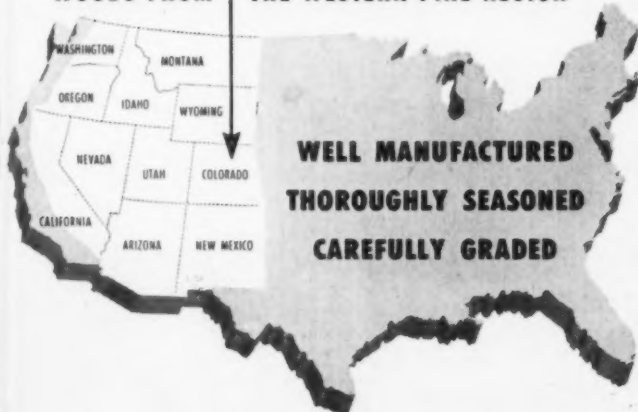 WOODS FROM THE WESTERN PINE REGION
WASHINGTON
MONTANA
OREGON
IDAHO
WYOMING
NEVADA
UTAH
COLORADO
CALIFORNIA
ARIZONA
NEW MEXICO
WELL MANUFACTURED
THOROUGHLY SEASONED
CAREFULLY GRADED